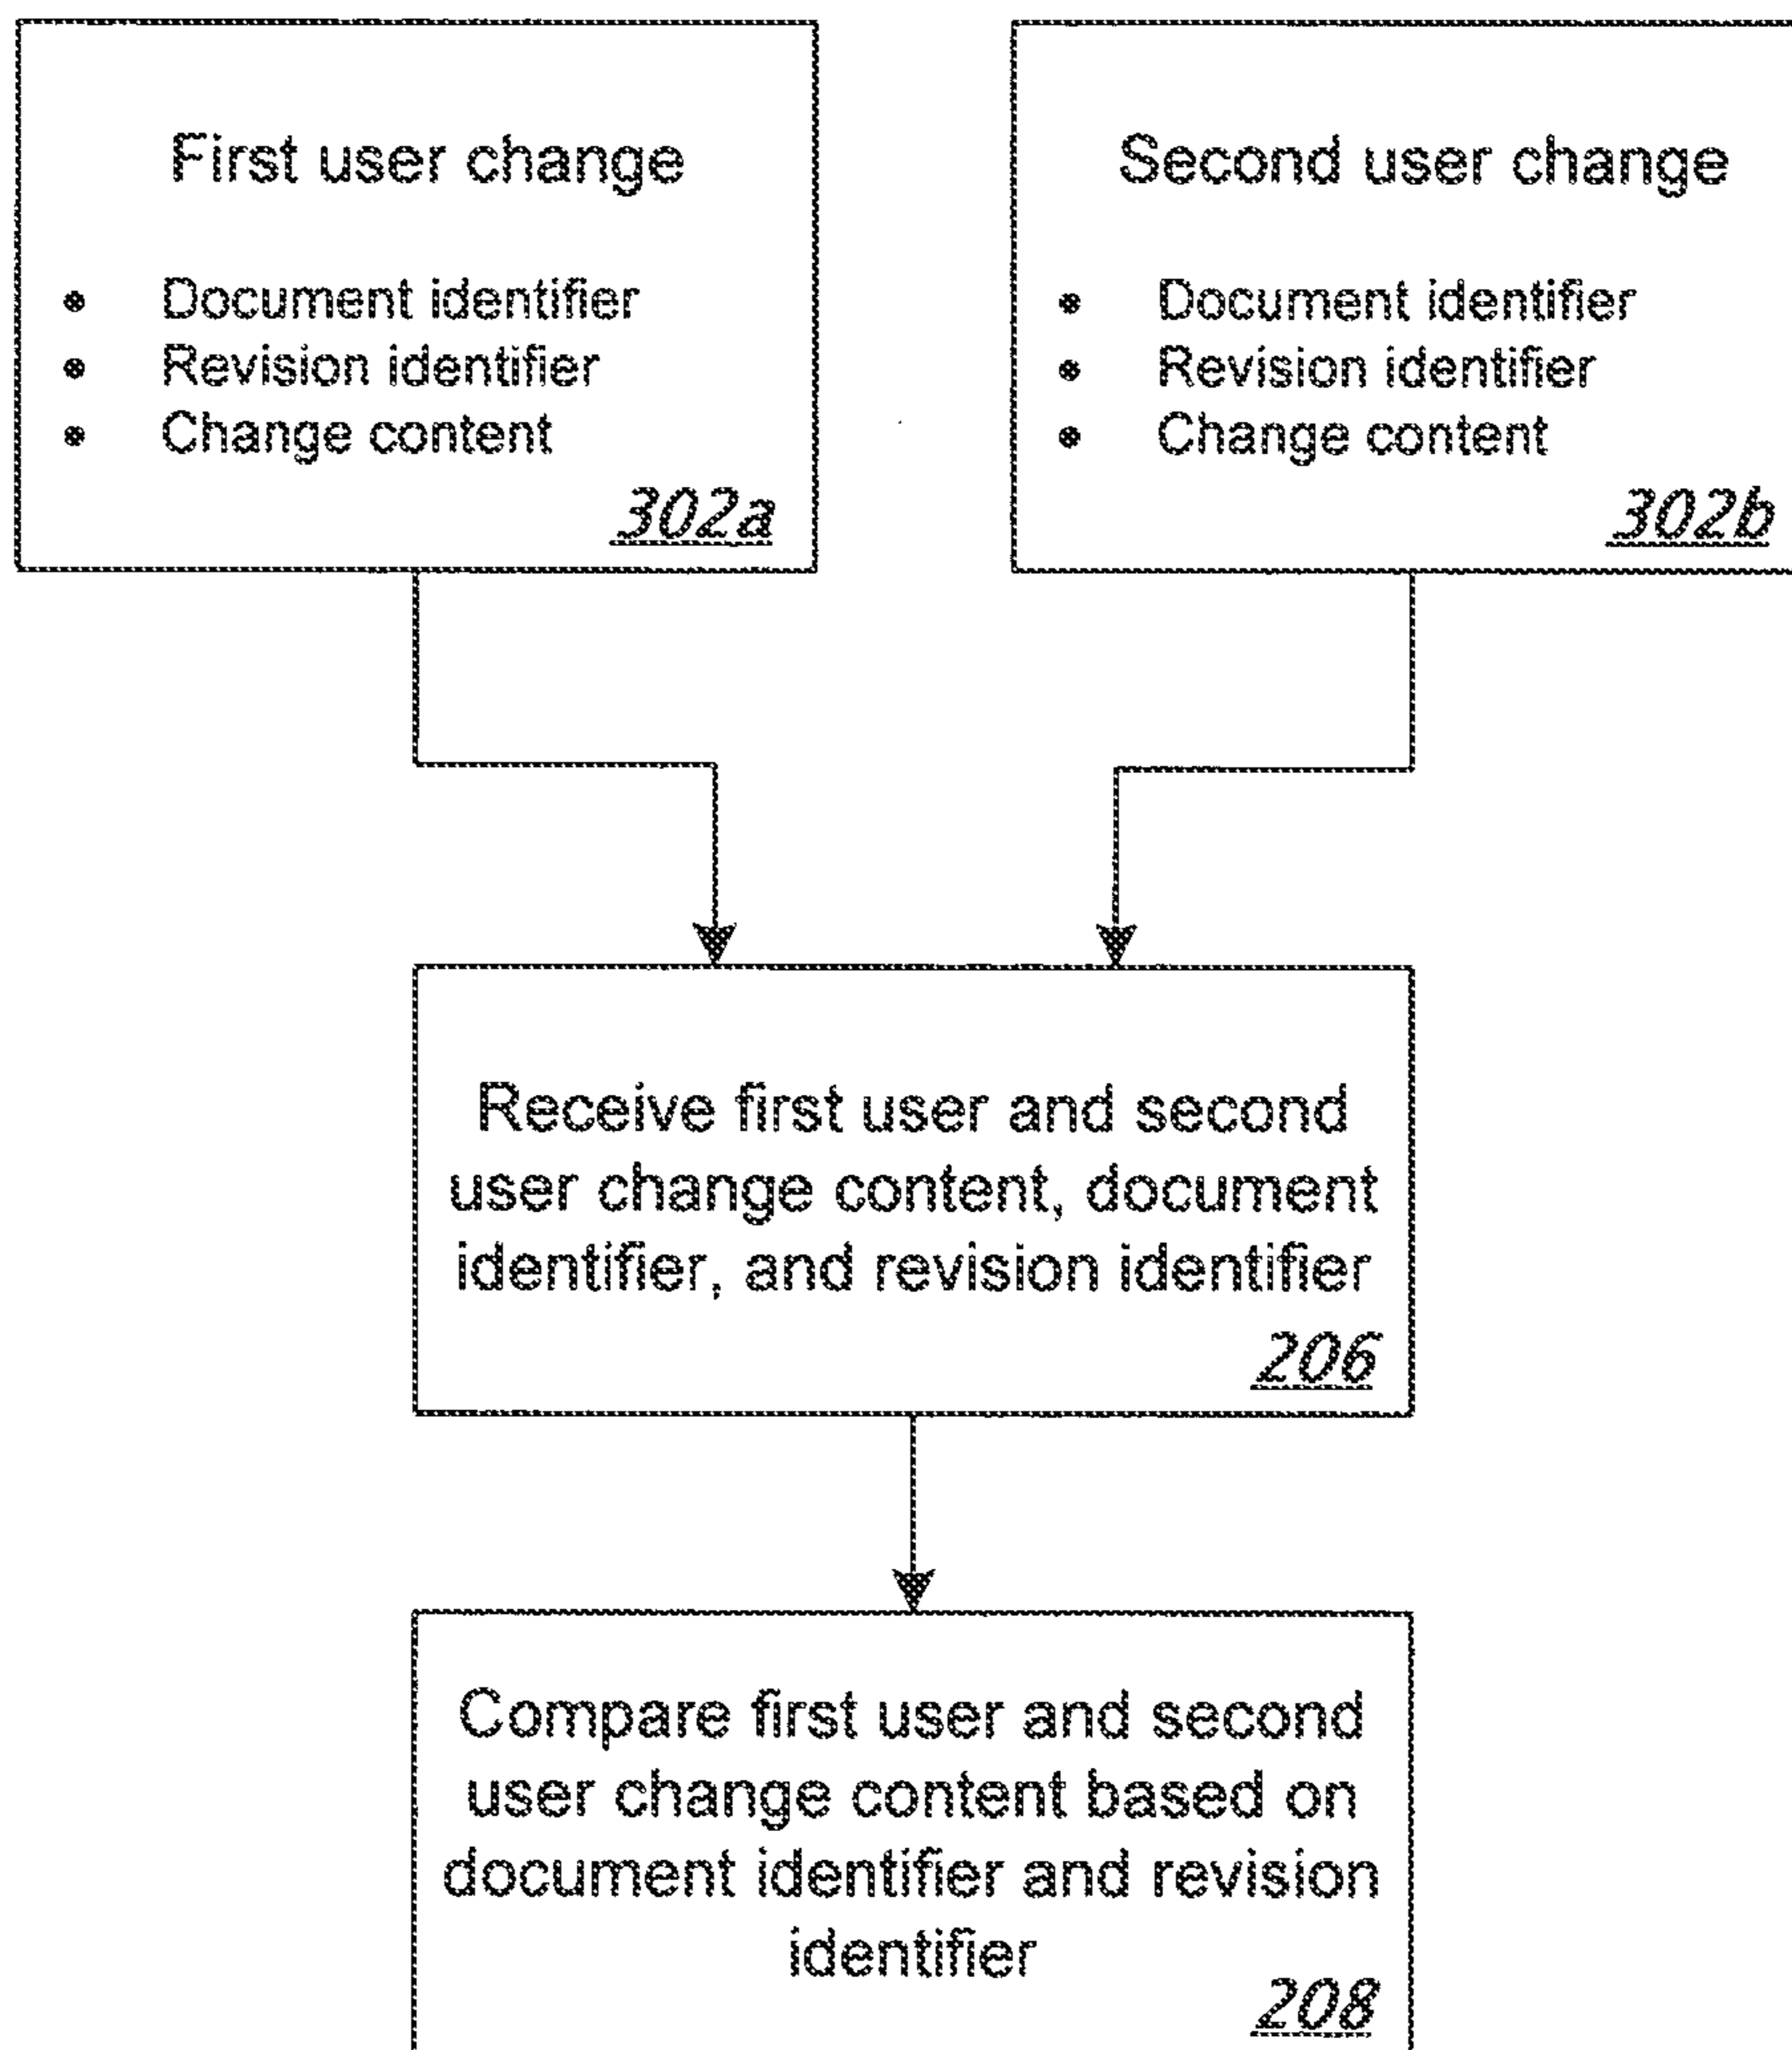 First user change
• Document identifier
• Revision identifier
• Change content
302a
Second user change
• Document identifier
• Revision identifier
• Change content
302b
Receive first user and second
user change content, document
identifier, and revision identifier
206
Compare first user and second
user change content based on
document identifier and revision
identifier
208